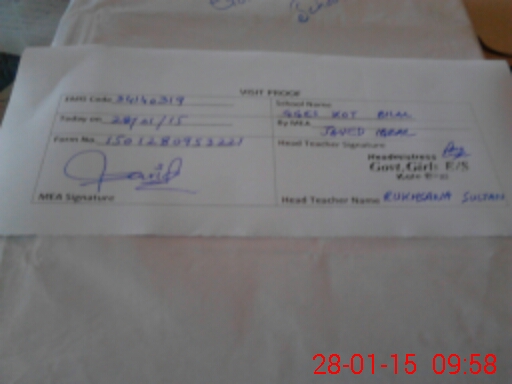 VISIT PROOF
EMIS Code 34140319
School Name
GGES KOT BILAL
Today on 28/01/15
By MEA
JAVED IQBAL
Form No 1501280953221
Head Teacher Signature
Headmistress
Govt. Girls E/S
MEA Signature
Head Teacher Name RUKHSANA SULTAN
28-01-15 09:58